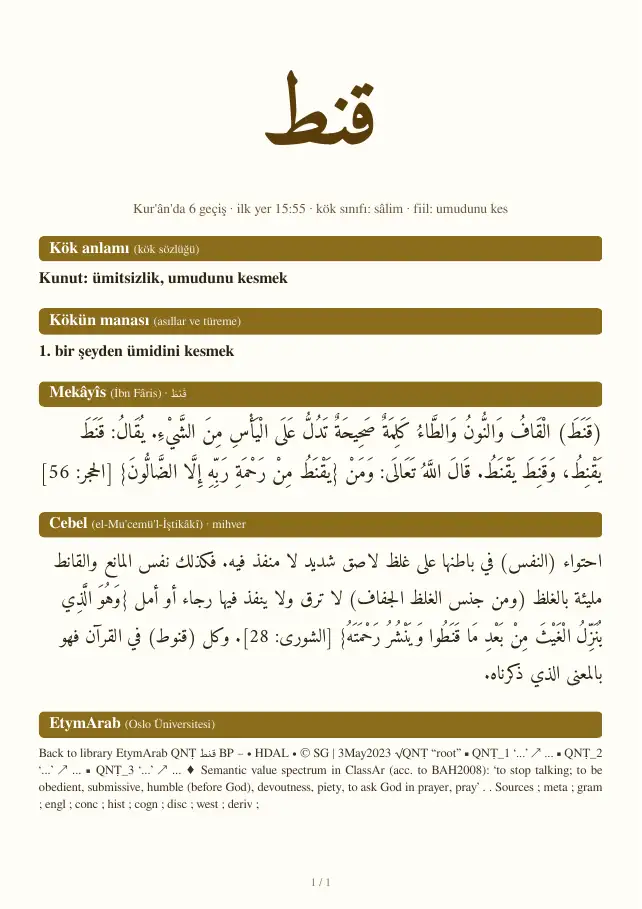 قنط
Kur'ân'da 6 geçiş · ilk yer 15:55 · kök sınıfı: sâlim · fiil: umudunu kes
Kök anlamı (kök sözlüğü)
Kunut: ümitsizlik, umudunu kesmek
Kökün manası (asıllar ve türeme)
1. bir şeyden ümidini kesmek
Mekâyîs (İbn Fâris) · قَنَطَ
(قَنَطَ) الْقَافُ وَالنُّونُ وَالطَّاءُ كَلِمَةٌ صَحِيحَةٌ تَدُلُّ عَلَى الْيَأْسِ مِنَ الشَّيْءِ. يُقَالُ: قَنَطَ
يَقْنِطُ، وَقَنِطَ يَقْنَطُ. قَالَ اللَّهُ تَعَالَى: وَمَنْ {يَقْنَطُ مِنْ رَحْمَةِ رَبِّهِ إِلَّا الضَّالُّونَ} [الحجر: 56]
Cebel (el-Mu'cemü'l-İştikâkî) · mihver
احتواء (النفس) في باطنها على غلظ لاصق شديد لا منفذ فيه. فكذلك نفس المانع والقانط
مليئة بالغلظ (ومن جنس الغلظ الجفاف) لا ترق ولا ينفذ فيها رجاء أو أمل {وَهُوَ الَّذِي
يُنَزِّلُ الْغَيْثَ مِنْ بَعْدِ مَا قَنَطُوا وَيَنْشُرُ رَحْمَتَهُ} [الشورى: 28]. وكل (قنوط) في القرآن فهو
بالمعنى الذي ذكرناه.
EtymArab (Oslo Üniversitesi)
Back to library EtymArab QNṬ قنط BP – • HDAL • © SG | 3May2023 √QNṬ “root” ▪ QNṬ_1 ‘...’ ↗ ... ▪ QNṬ_2
‘...’ ↗ ... ▪ QNṬ_3 ‘...’ ↗ ... ♦ Semantic value spectrum in ClassAr (acc. to BAH2008): ‘to stop talking; to be
obedient, submissive, humble (before God), devoutness, piety, to ask God in prayer, pray’ . . Sources ; meta ; gram
; engl ; conc ; hist ; cogn ; disc ; west ; deriv ;
1 / 1